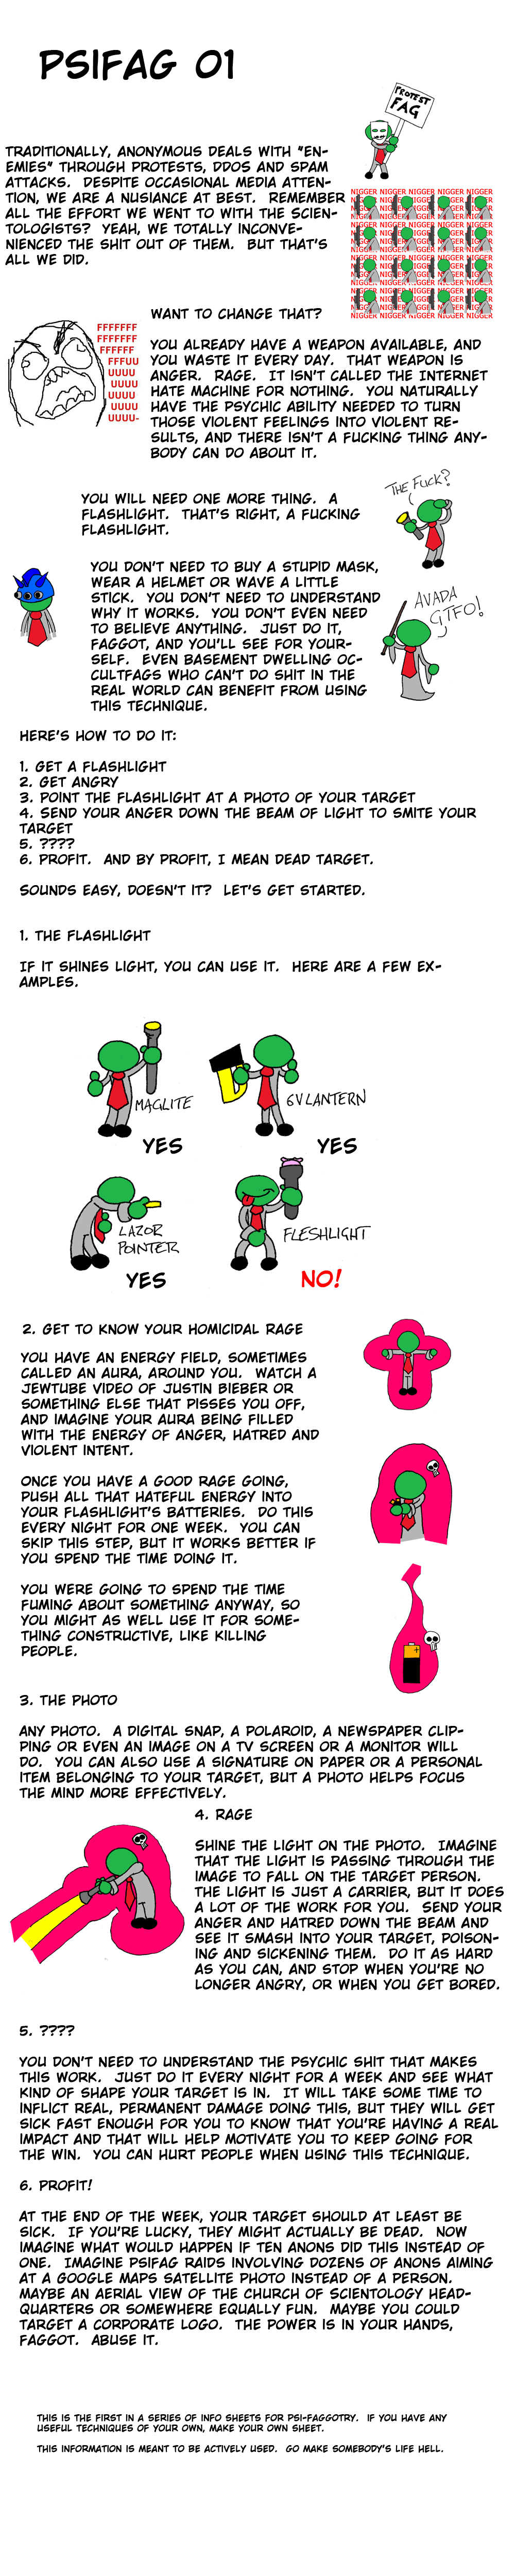 PSIFAG 01
PROTEST
FAG
TRADITIONALLY, ANONYMOUS DEALS WITH "EN-
EMIES" THROUGH PROTESTS, DDOS AND SPAM
ATTACKS. DESPITE OCCASIONAL MEDIA ATTEN-
TION, WE ARE A NUSIANCE AT BEST. REMEMBER
ALL THE EFFORT WE WENT TO WITH THE SCIEN-
TOLOGISTS? YEAH, WE TOTALLY INCONVE-
NIENCED THE SHIT OUT OF THEM. BUT THAT'S
ALL WE DID.
NIGGER NIGGER NIGGER NIGGER NIGGER
WANT TO CHANGE THAT?
FFFFFFF
FFFFFFF
FFFFFF
FFFUU
UUUU
UUUU
UUUU
UUUU
UUUU-
YOU ALREADY HAVE A WEAPON AVAILABLE, AND
YOU WASTE IT EVERY DAY. THAT WEAPON IS
ANGER. RAGE. IT ISN'T CALLED THE INTERNET
HATE MACHINE FOR NOTHING. YOU NATURALLY
HAVE THE PSYCHIC ABILITY NEEDED TO TURN
THOSE VIOLENT FEELINGS INTO VIOLENT RE-
SULTS, AND THERE ISN'T A FUCKING THING ANY-
BODY CAN DO ABOUT IT.
YOU WILL NEED ONE MORE THING. A
FLASHLIGHT. THAT'S RIGHT, A FUCKING
FLASHLIGHT.
THE FUCK?
YOU DON'T NEED TO BUY A STUPID MASK,
WEAR A HELMET OR WAVE A LITTLE
STICK. YOU DON'T NEED TO UNDERSTAND
WHY IT WORKS. YOU DON'T EVEN NEED
TO BELIEVE ANYTHING. JUST DO IT,
FAGGOT, AND YOU'LL SEE FOR YOUR-
SELF. EVEN BASEMENT DWELLING OC-
CULTFAGS WHO CAN'T DO SHIT IN THE
REAL WORLD CAN BENEFIT FROM USING
THIS TECHNIQUE.
AVADA
GTFO!
HERE'S HOW TO DO IT:
1. GET A FLASHLIGHT
2. GET ANGRY
3. POINT THE FLASHLIGHT AT A PHOTO OF YOUR TARGET
4. SEND YOUR ANGER DOWN THE BEAM OF LIGHT TO SMITE YOUR
TARGET
5. ????
6. PROFIT. AND BY PROFIT, I MEAN DEAD TARGET.
SOUNDS EASY, DOESN'T IT? LET'S GET STARTED.
1. THE FLASHLIGHT
IF IT SHINES LIGHT, YOU CAN USE IT. HERE ARE A FEW EX-
AMPLES.
MAGLITE
YES
6V LANTERN
YES
LAZOR
POINTER
YES
FLESHLIGHT
NO!
2. GET TO KNOW YOUR HOMICIDAL RAGE
YOU HAVE AN ENERGY FIELD, SOMETIMES
CALLED AN AURA, AROUND YOU. WATCH A
JEWTUBE VIDEO OF JUSTIN BIEBER OR
SOMETHING ELSE THAT PISSES YOU OFF,
AND IMAGINE YOUR AURA BEING FILLED
WITH THE ENERGY OF ANGER, HATRED AND
VIOLENT INTENT.
ONCE YOU HAVE A GOOD RAGE GOING,
PUSH ALL THAT HATEFUL ENERGY INTO
YOUR FLASHLIGHT'S BATTERIES. DO THIS
EVERY NIGHT FOR ONE WEEK. YOU CAN
SKIP THIS STEP, BUT IT WORKS BETTER IF
YOU SPEND THE TIME DOING IT.
YOU WERE GOING TO SPEND THE TIME
FUMING ABOUT SOMETHING ANYWAY, SO
YOU MIGHT AS WELL USE IT FOR SOME-
THING CONSTRUCTIVE, LIKE KILLING
PEOPLE.
+
3. THE PHOTO
ANY PHOTO. A DIGITAL SNAP, A POLAROID, A NEWSPAPER CLIP-
PING OR EVEN AN IMAGE ON A TV SCREEN OR A MONITOR WILL
DO. YOU CAN ALSO USE A SIGNATURE ON PAPER OR A PERSONAL
ITEM BELONGING TO YOUR TARGET, BUT A PHOTO HELPS FOCUS
THE MIND MORE EFFECTIVELY.
4. RAGE
SHINE THE LIGHT ON THE PHOTO. IMAGINE
THAT THE LIGHT IS PASSING THROUGH THE
IMAGE TO FALL ON THE TARGET PERSON.
THE LIGHT IS JUST A CARRIER, BUT IT DOES
A LOT OF THE WORK FOR YOU. SEND YOUR
ANGER AND HATRED DOWN THE BEAM AND
SEE IT SMASH INTO YOUR TARGET, POISON-
ING AND SICKENING THEM. DO IT AS HARD
AS YOU CAN, AND STOP WHEN YOU'RE NO
LONGER ANGRY, OR WHEN YOU GET BORED.
5. ????
YOU DON'T NEED TO UNDERSTAND THE PSYCHIC SHIT THAT MAKES
THIS WORK. JUST DO IT EVERY NIGHT FOR A WEEK AND SEE WHAT
KIND OF SHAPE YOUR TARGET IS IN. IT WILL TAKE SOME TIME TO
INFLICT REAL, PERMANENT DAMAGE DOING THIS, BUT THEY WILL GET
SICK FAST ENOUGH FOR YOU TO KNOW THAT YOU'RE HAVING A REAL
IMPACT AND THAT WILL HELP MOTIVATE YOU TO KEEP GOING FOR
THE WIN. YOU CAN HURT PEOPLE WHEN USING THIS TECHNIQUE.
6. PROFIT!
AT THE END OF THE WEEK, YOUR TARGET SHOULD AT LEAST BE
SICK. IF YOU'RE LUCKY, THEY MIGHT ACTUALLY BE DEAD. NOW
IMAGINE WHAT WOULD HAPPEN IF TEN ANONS DID THIS INSTEAD OF
ONE. IMAGINE PSIFAG RAIDS INVOLVING DOZENS OF ANONS AIMING
AT A GOOGLE MAPS SATELLITE PHOTO INSTEAD OF A PERSON.
MAYBE AN AERIAL VIEW OF THE CHURCH OF SCIENTOLOGY HEAD-
QUARTERS OR SOMEWHERE EQUALLY FUN. MAYBE YOU COULD
TARGET A CORPORATE LOGO. THE POWER IS IN YOUR HANDS,
FAGGOT. ABUSE IT.
THIS IS THE FIRST IN A SERIES OF INFO SHEETS FOR PSI-FAGGOTRY. IF YOU HAVE ANY
USEFUL TECHNIQUES OF YOUR OWN, MAKE YOUR OWN SHEET.
THIS INFORMATION IS MEANT TO BE ACTIVELY USED. GO MAKE SOMEBODY'S LIFE HELL.